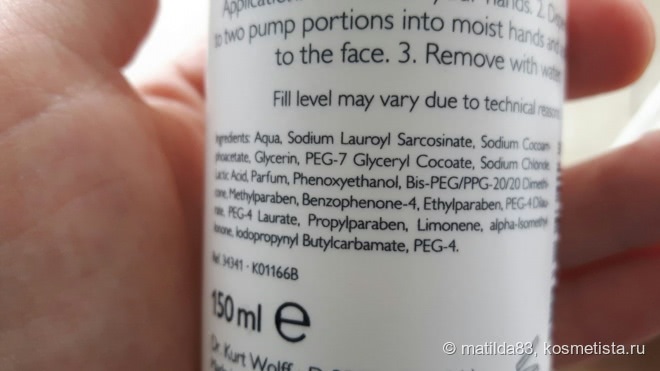 Application
hands. 2.
to two pump portions into moist hands and
to the face. 3. Remove with water
Fill level may vary due to technical reasons
Ingredients: Aqua, Sodium Lauroyl Sarcosinate, Sodium Cocoam-
phoacetate, Glycerin, PEG-7 Glyceryl Cocoate, Sodium Chloride,
Lactic Acid, Parfum, Phenoxyethanol, Bis-PEG/PPG-20/20 Dimethi-
cone, Methylparaben, Benzophenone-4, Ethylparaben, PEG-4 Dilau-
rate, PEG-4 Laurate, Propylparaben, Limonene, alpha-Isomethyl
Ionone, Iodopropynyl Butylcarbamate, PEG-4.
Ref. 34341 - K01166B
150 ml e
Dr. Kurt Wolff
© matilda83, kosmetista.ru